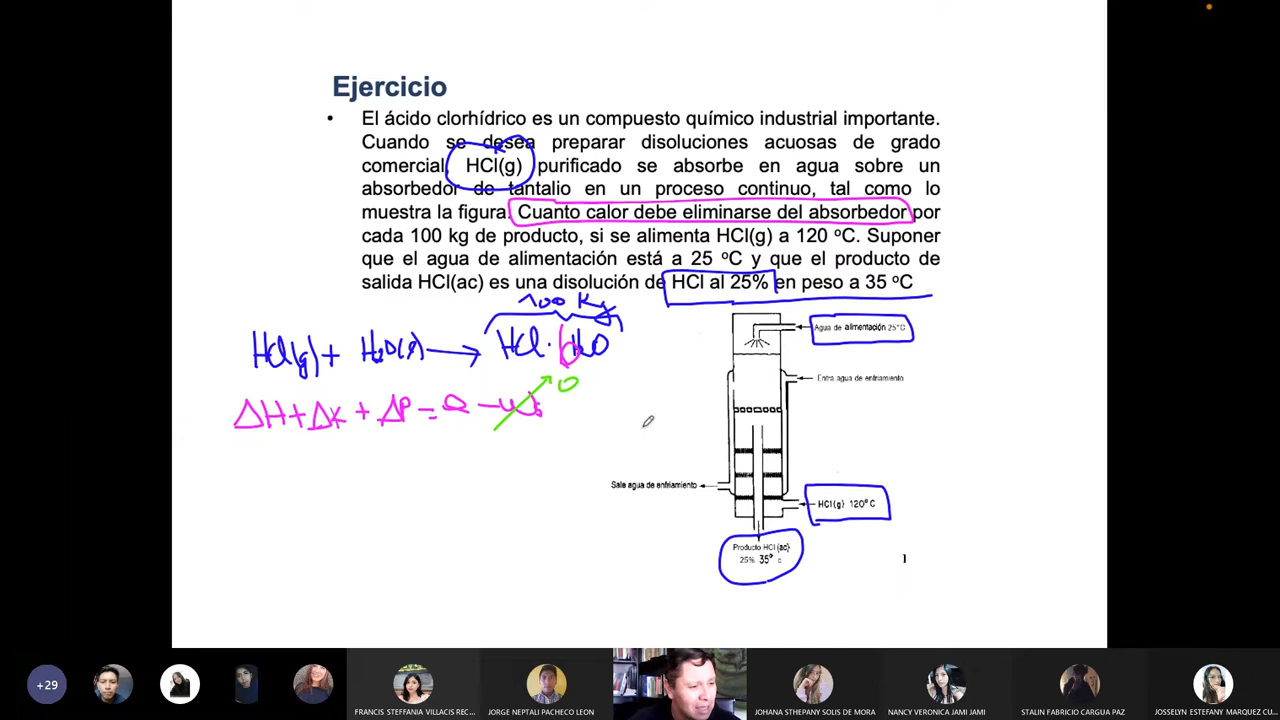 Ejercicio
• El ácido clorhídrico es un compuesto químico industrial importante.
Cuando se desea preparar disoluciones acuosas de grado
comercial, HCl(g) purificado se absorbe en agua sobre un
absorbedor de tantalio en un proceso continuo, tal como lo
muestra la figura. Cuanto calor debe eliminarse del absorbedor por
cada 100 kg de producto, si se alimenta HCl(g) a 120 °C. Suponer
que el agua de alimentación está a 25 °C y que el producto de
salida HCl(ac) es una disolución de HCl al 25% en peso a 35 °C
100 Kg
HCl(g) + H2O(l) → HCl. H2O
0
ΔH + ΔK + ΔP = Q - Ws
Agua de alimentación 25°C
Entra agua de enfriamiento
Sale agua de enfriamiento
HCl(g) 120° C
Producto HCl (ac)
25% 35° c
1
+29
FRANCIS STEFFANIA VILLACIS REC...
JORGE NEPTALI PACHECO LEON
JOHANA STHEPANY SOLIS DE MORA
NANCY VERONICA JAMI JAMI
STALIN FABRICIO CARGUA PAZ
JOSSELYN ESTEFANY MARQUEZ CU...